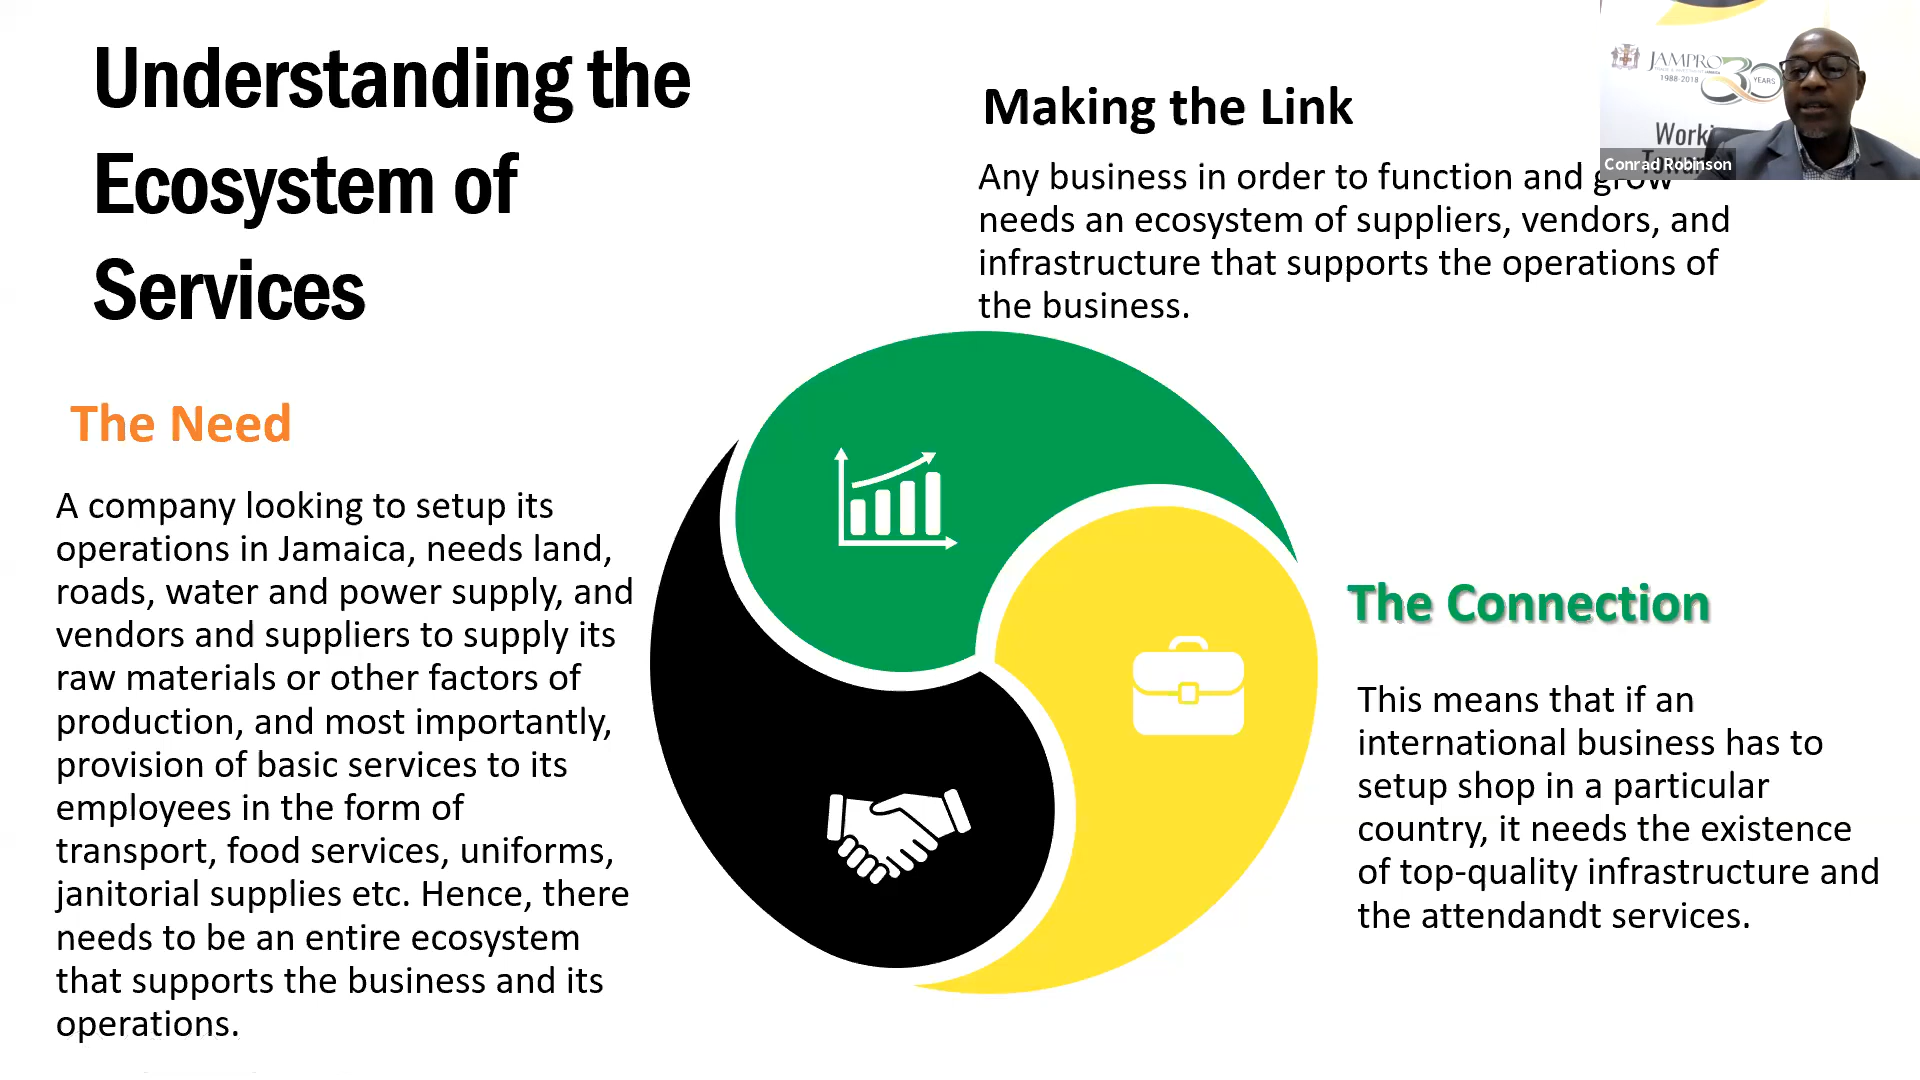 Understanding the
Ecosystem of
Services
Making the Link
Any business in order to function and grow
needs an ecosystem of suppliers, vendors, and
infrastructure that supports the operations of
the business.
The Need
A company looking to setup its
operations in Jamaica, needs land,
roads, water and power supply, and
vendors and suppliers to supply its
raw materials or other factors of
production, and most importantly,
provision of basic services to its
employees in the form of
transport, food services, uniforms,
janitorial supplies etc. Hence, there
needs to be an entire ecosystem
that supports the business and its
operations.
The Connection
This means that if an
international business has to
setup shop in a particular
country, it needs the existence
of top-quality infrastructure and
the attendandt services.
JAMPRO
1988-2018
30
YEARS
Conrad Robinson